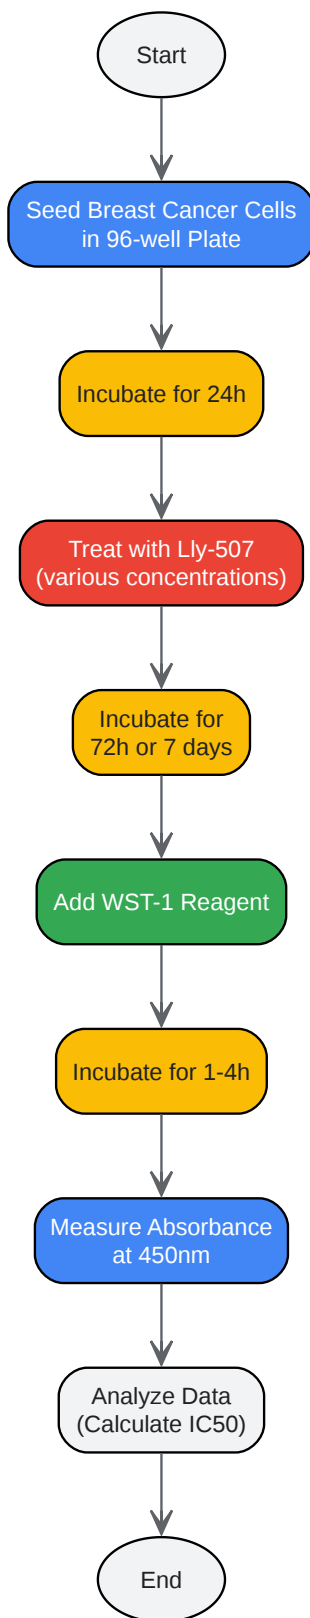 Start
Seed Breast Cancer Cells
in 96-well Plate
Incubate for 24h
Treat with Lly-507
(various concentrations)
Incubate for
72h or 7 days
Add WST-1 Reagent
Incubate for 1-4h
Measure Absorbance
at 450nm
Analyze Data
(Calculate IC50)
End